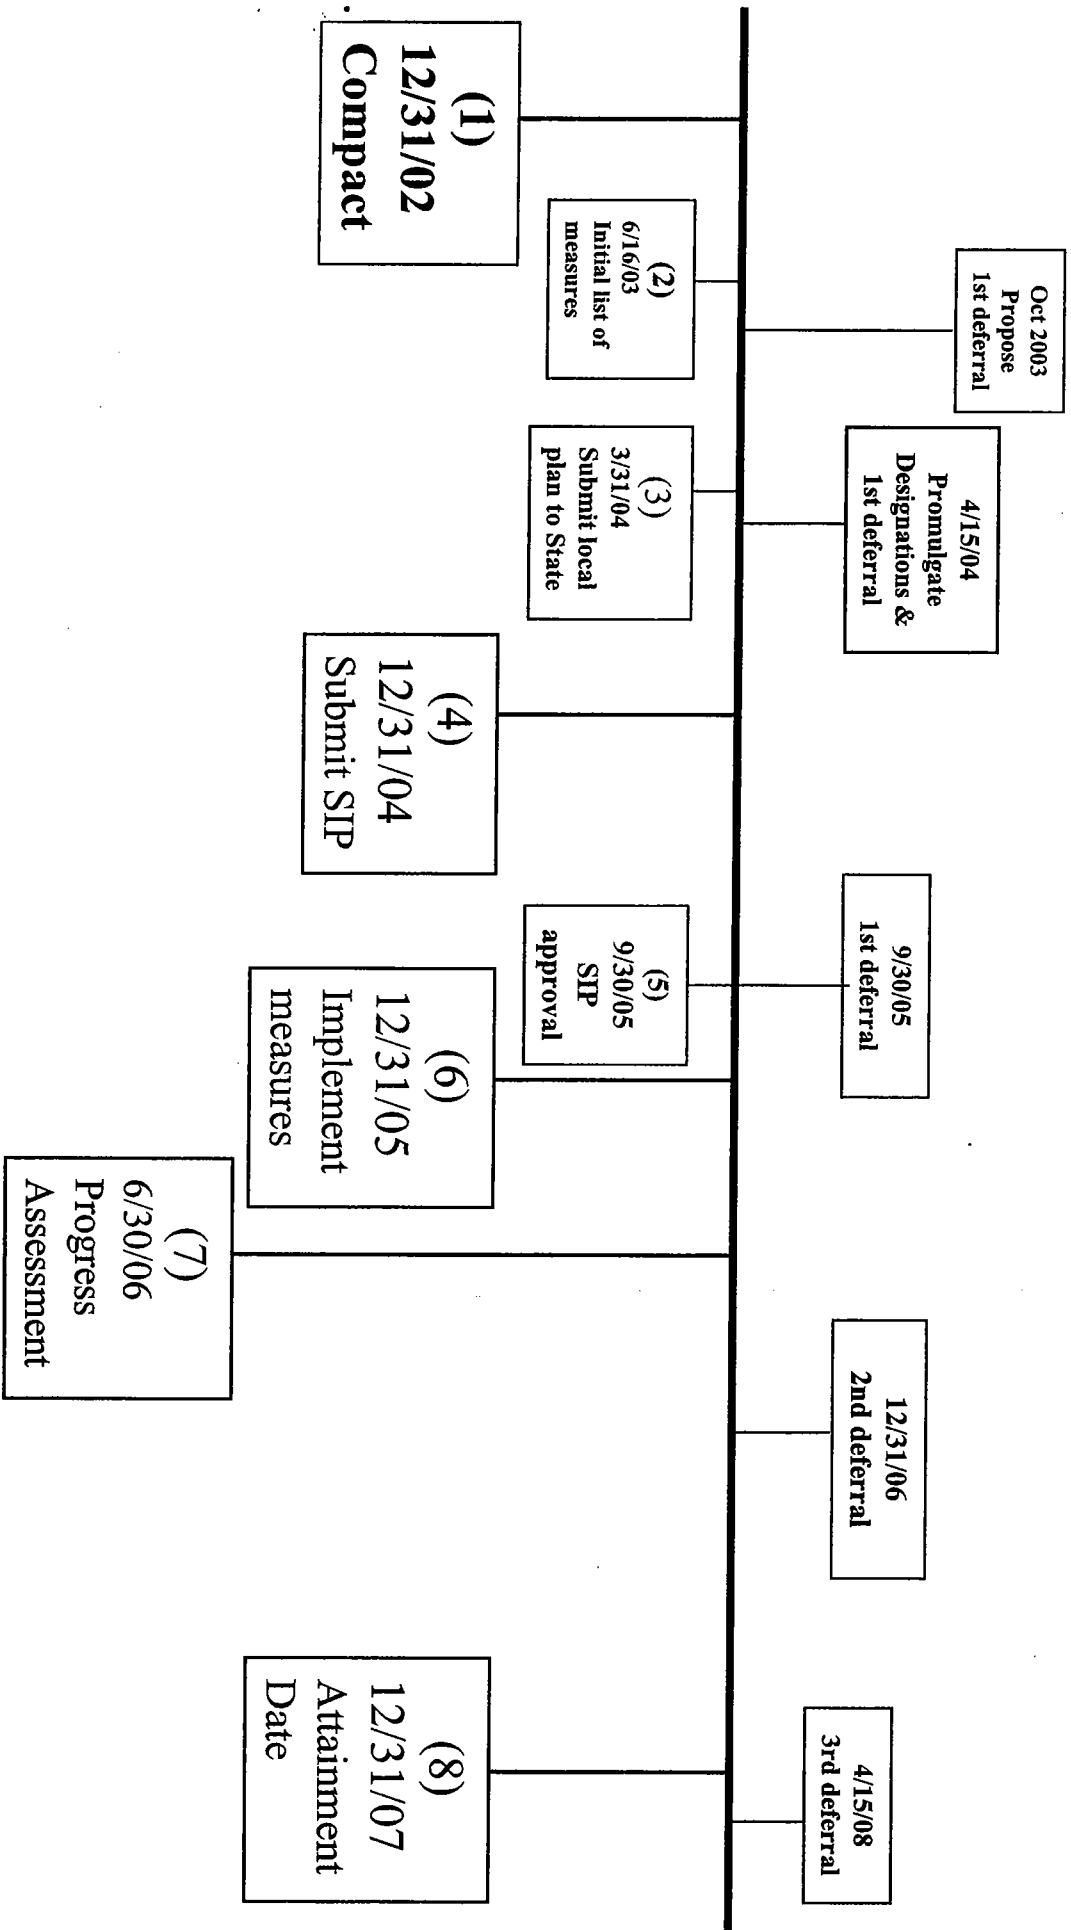 Oct 2003
Propose
1st deferral
4/15/04
Promulgate
Designations &
1st deferral
9/30/05
1st deferral
12/31/06
2nd deferral
4/15/08
3rd deferral
(1)
12/31/02
Compact
(2)
6/16/03
Initial list of
measures
(3)
3/31/04
Submit local
plan to State
(4)
12/31/04
Submit SIP
(5)
9/30/05
SIP
approval
(6)
12/31/05
Implement
measures
(7)
6/30/06
Progress
Assessment
(8)
12/31/07
Attainment
Date